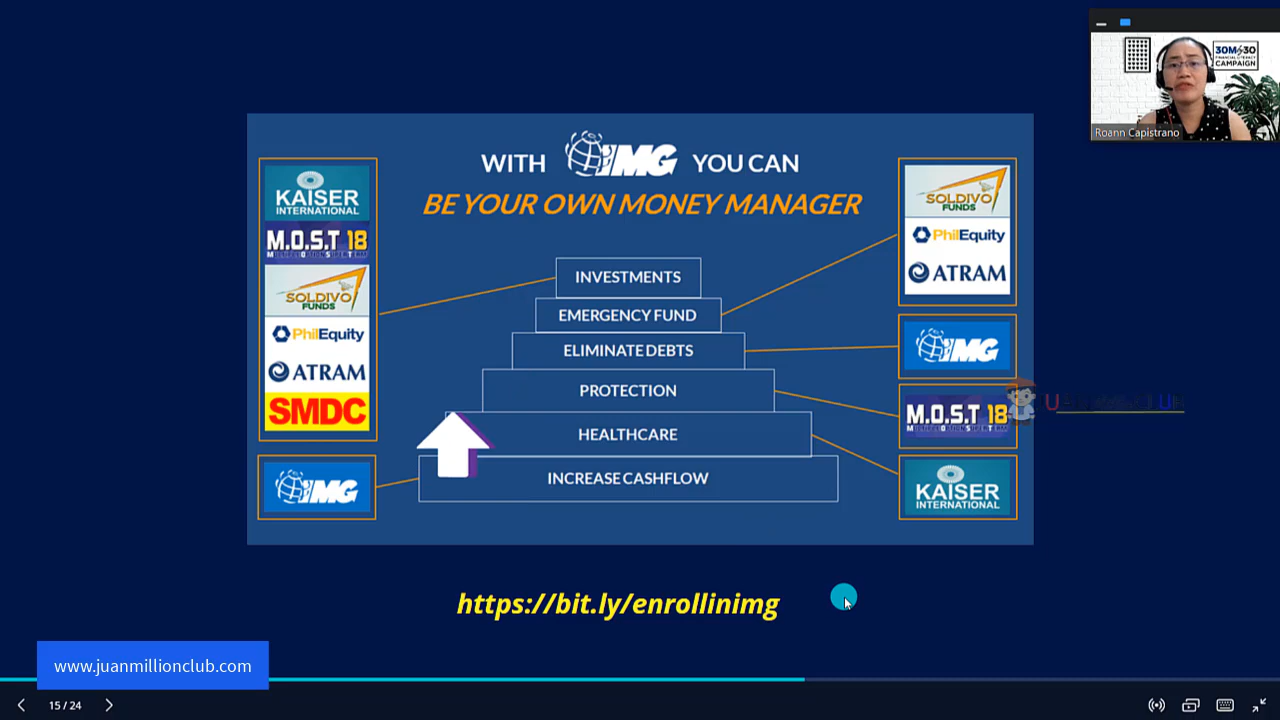 30M@30
FINANCIAL LITERACY
CAMPAIGN
Roann Capistrano
WITH IMG YOU CAN
BE YOUR OWN MONEY MANAGER
KAISER
INTERNATIONAL
M.O.S.T 18
SOLDIVO
FUNDS
PhilEquity
ATRAM
SMDC
IMG
INVESTMENTS
EMERGENCY FUND
ELIMINATE DEBTS
PROTECTION
HEALTHCARE
INCREASE CASHFLOW
SOLDIVO
FUNDS
PhilEquity
ATRAM
IMG
M.O.S.T 18
KAISER
INTERNATIONAL
https://bit.ly/enrollinimg
www.juanmillionclub.com
15 / 24